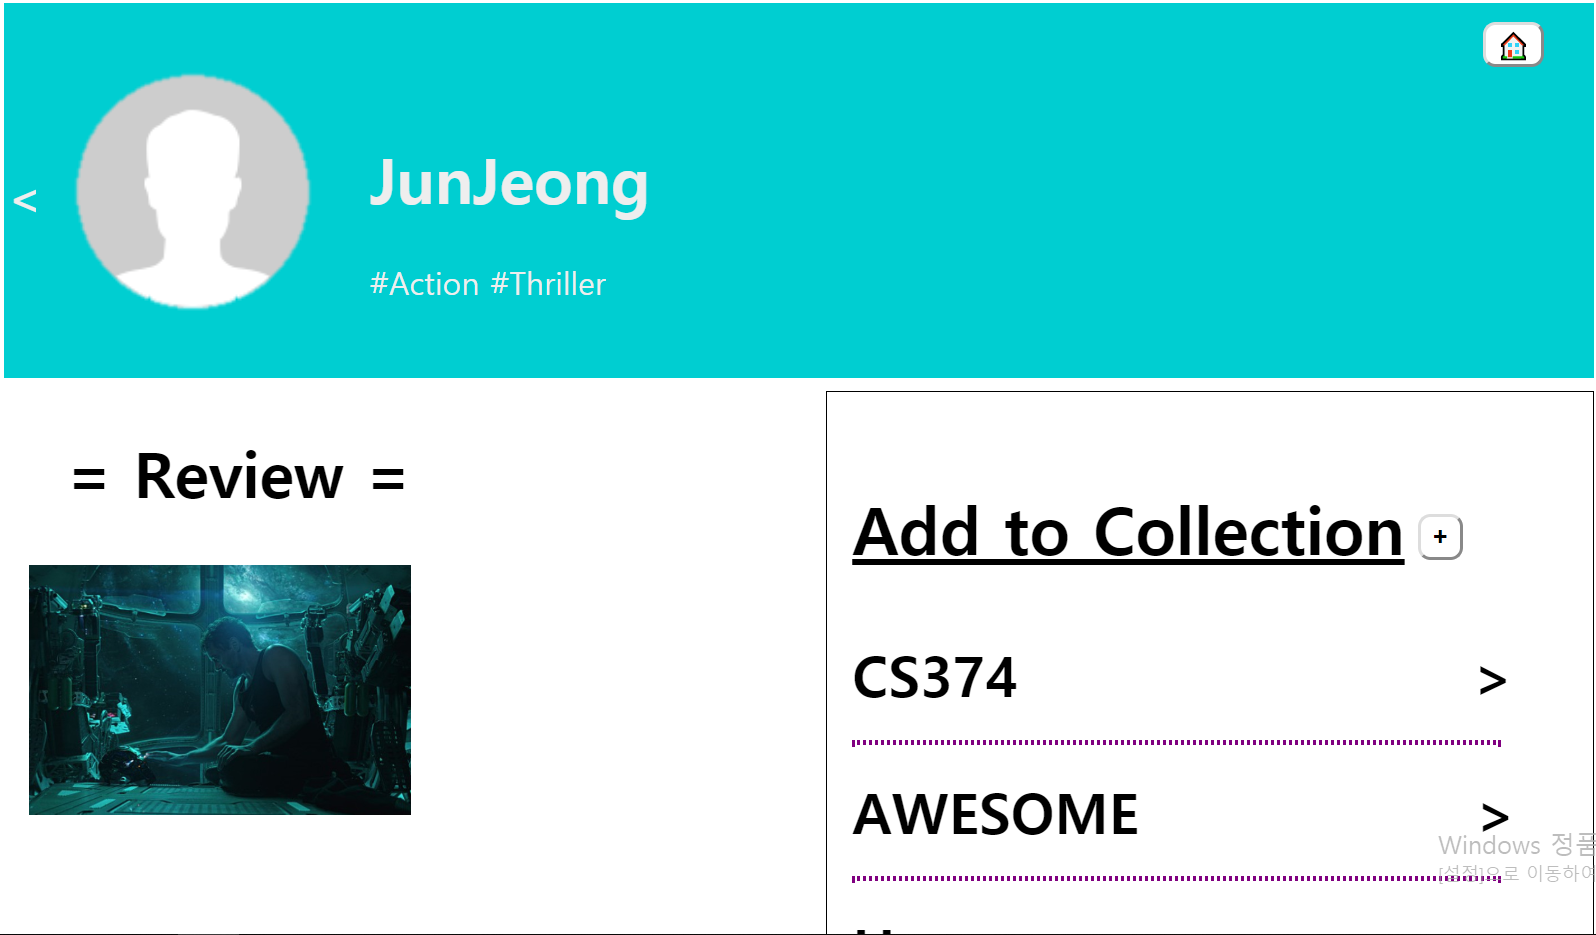 <
JunJeong
#Action #Thriller
= Review =
Add to Collection +
CS374 >
AWESOME >
Windows 정품
[설정]으로 이동하여